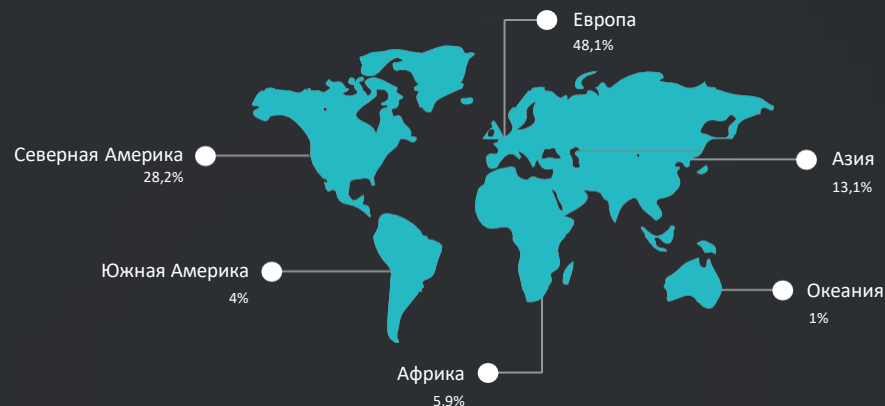 Европа
48,1%
Северная Америка
28,2%
Азия
13,1%
Южная Америка
4%
Океания
1%
Африка
5,9%